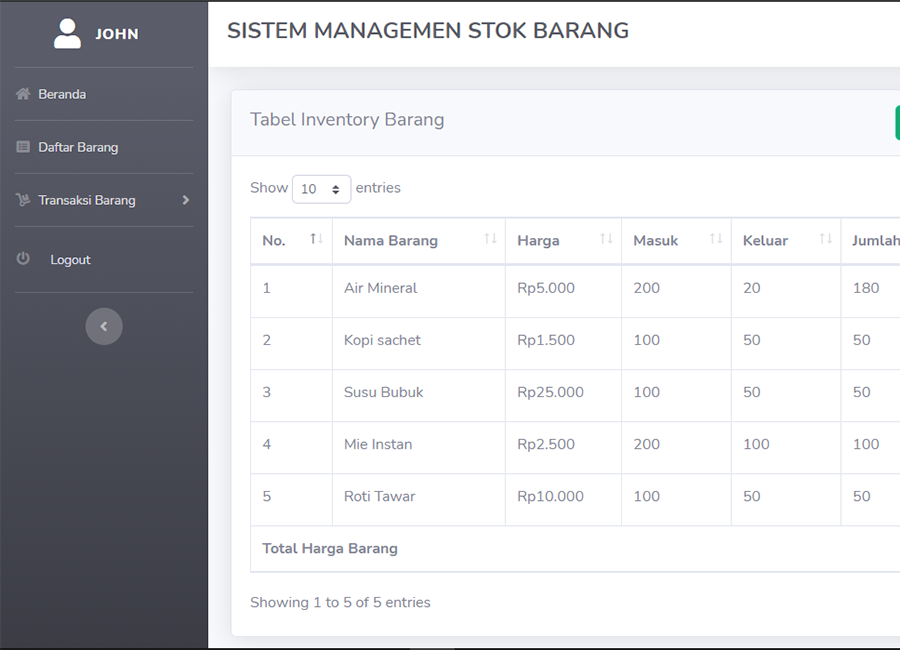 JOHN
Beranda
Daftar Barang
Transaksi Barang
Logout
SISTEM MANAGEMEN STOK BARANG
Tabel Inventory Barang
Show 10 entries
No. Nama Barang Harga Masuk Keluar Jumlah
1 Air Mineral Rp5.000 200 20 180
2 Kopi sachet Rp1.500 100 50 50
3 Susu Bubuk Rp25.000 100 50 50
4 Mie Instan Rp2.500 200 100 100
5 Roti Tawar Rp10.000 100 50 50
Total Harga Barang
Showing 1 to 5 of 5 entries